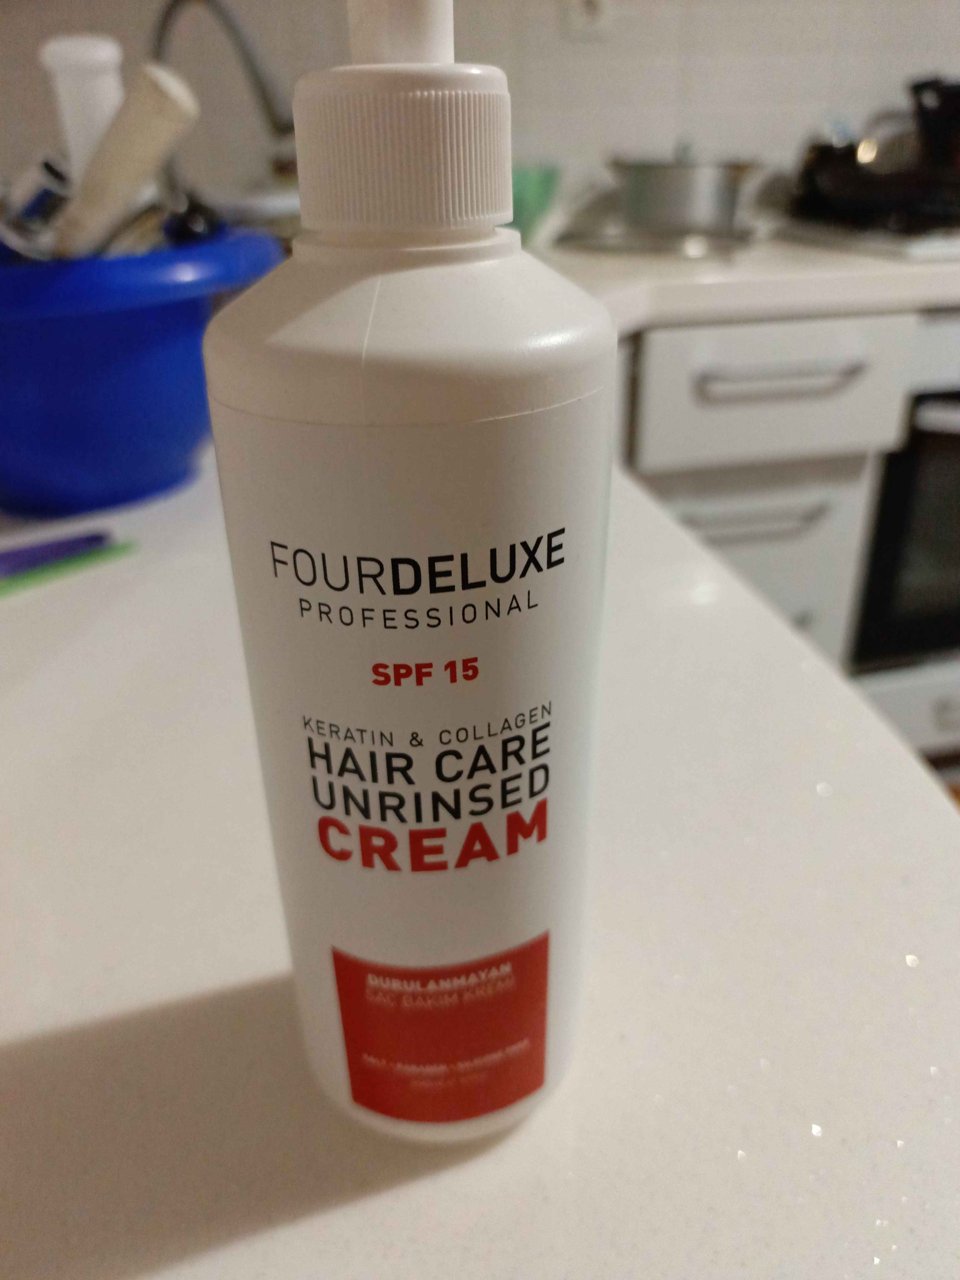 FOURDELUXE
PROFESSIONAL
SPF 15
KERATIN & COLLAGEN
HAIR CARE
UNRINSED
CREAM
DURULANMAYAN
SAÇ BAKIM KREMİ